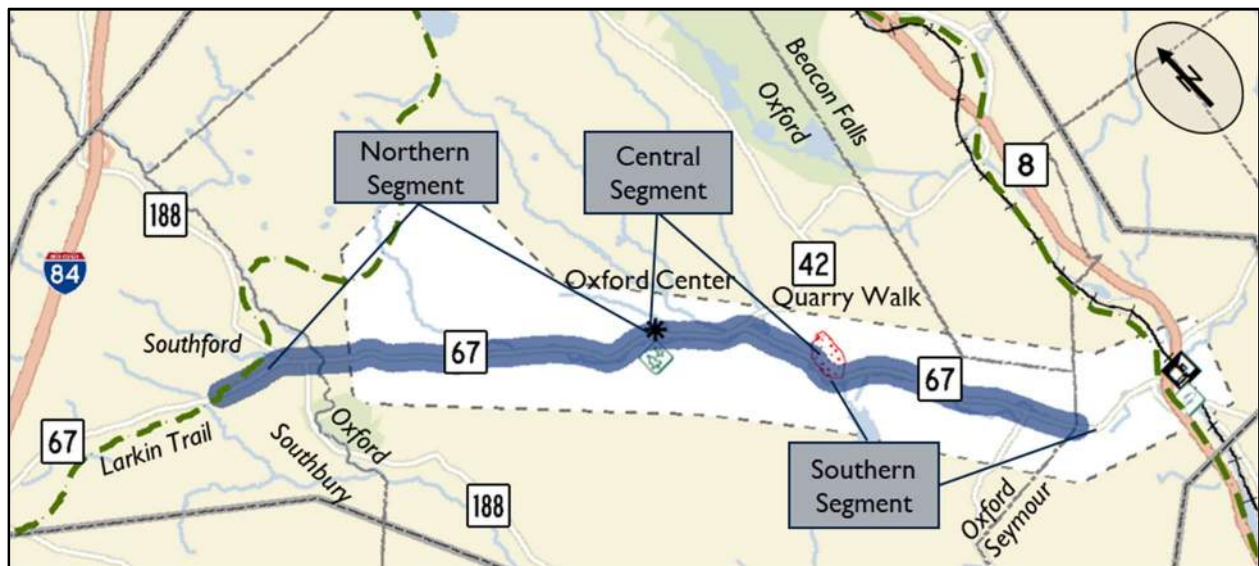 Northern
Segment
Central
Segment
Beacon Falls
Oxford
N
8
188
84
42
Oxford Center
Quarry Walk
Southford
67
67
67
Larkin Trail
Oxford
Southbury
188
Southern
Segment
Oxford
Seymour